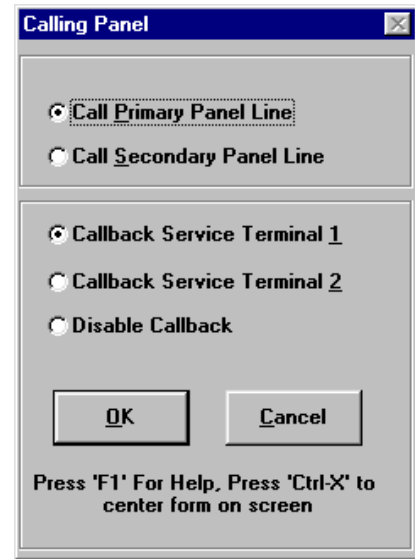 Calling Panel
Call Primary Panel Line
Call Secondary Panel Line
Callback Service Terminal 1
Callback Service Terminal 2
Disable Callback
OK
Cancel
Press 'F1' For Help, Press 'Ctrl-X' to
center form on screen